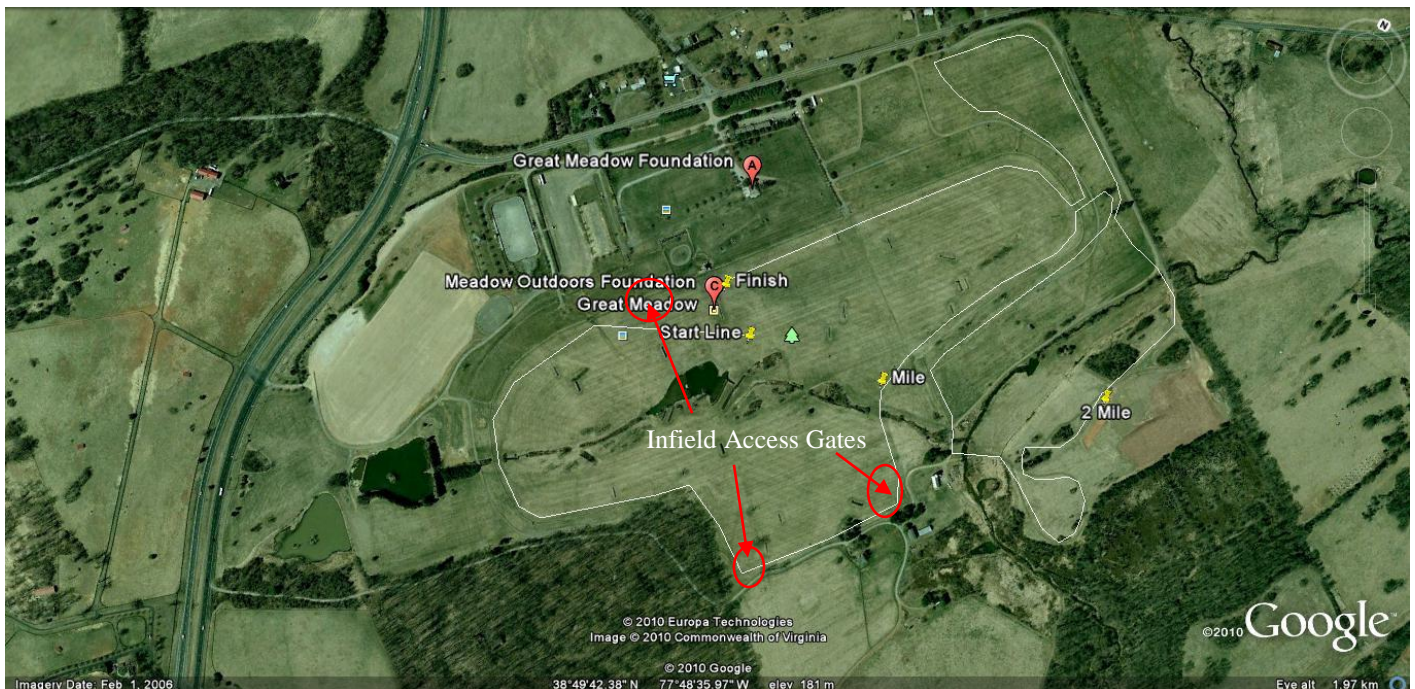 N
Great Meadow Foundation
A
Meadow Outdoors Foundation
C
Finish
Great Meadow
Start Line
Mile
2 Mile
Infield Access Gates
© 2010 Europa Technologies
Image © 2010 Commonwealth of Virginia
©2010 Google™
© 2010 Google
Imagery Date: Feb 1, 2006
38°49'42.38" N 77°48'35.97" W elev 181 m
Eye alt 1.97 km